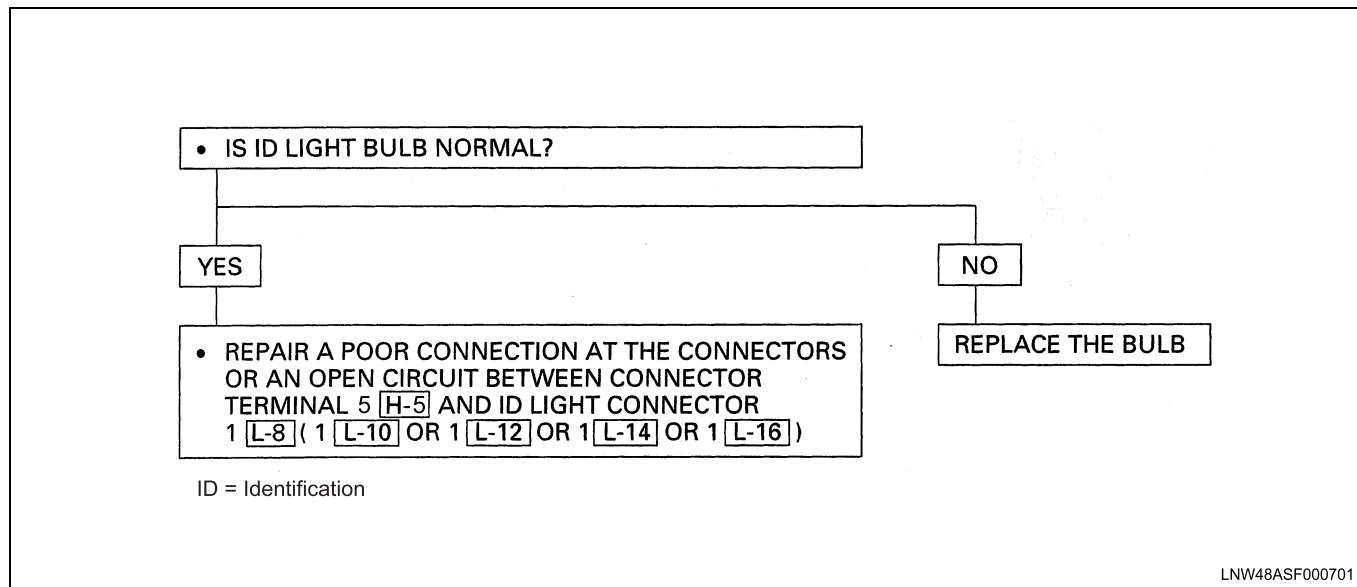 • IS ID LIGHT BULB NORMAL?
YES
NO
• REPAIR A POOR CONNECTION AT THE CONNECTORS
OR AN OPEN CIRCUIT BETWEEN CONNECTOR
TERMINAL 5 H-5 AND ID LIGHT CONNECTOR
1 L-8 ( 1 L-10 OR 1 L-12 OR 1 L-14 OR 1 L-16 )
REPLACE THE BULB
ID = Identification
LNW48ASF000701